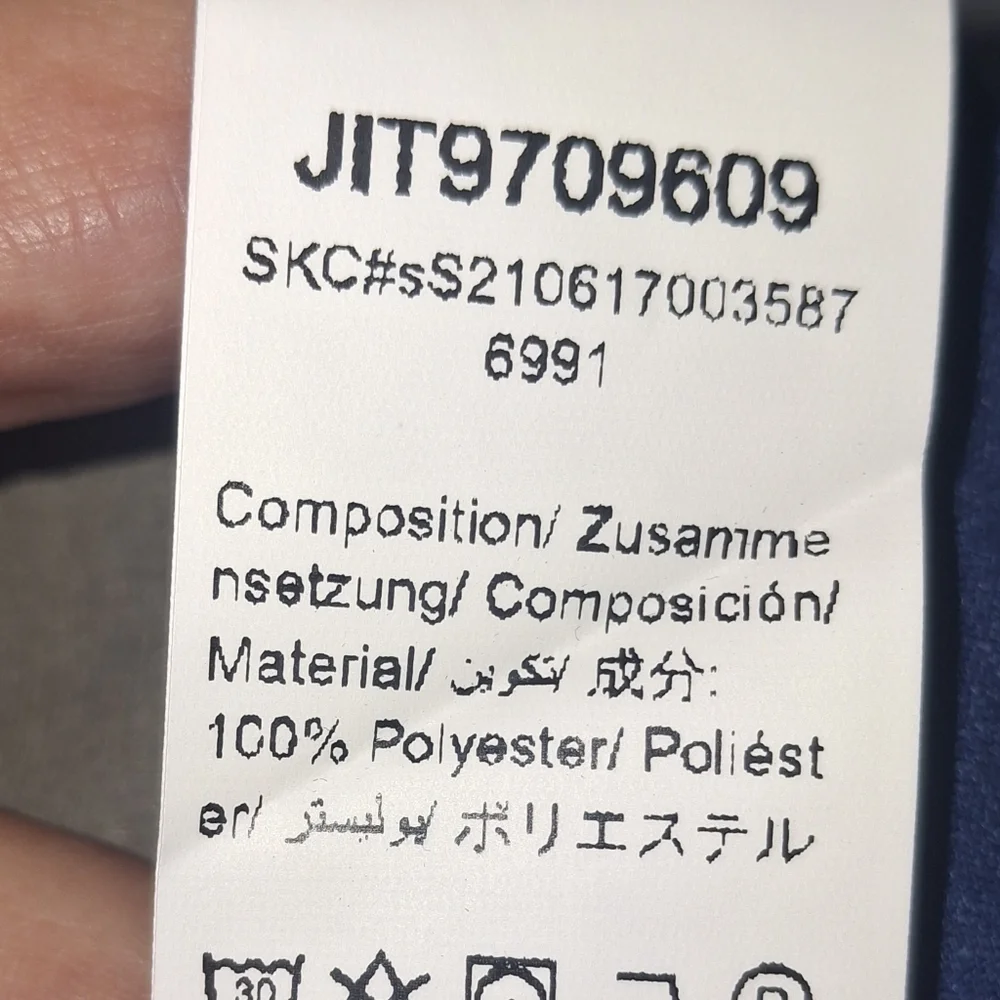 JIT9709609
SKC#sS210617003587
6991
Composition/ Zusamme
nsetzung/ Composición/
Material/ تكوين/ 成分:
100% Polyester/ Poliést
er/ بوليستر/ ポリエステル
30
P